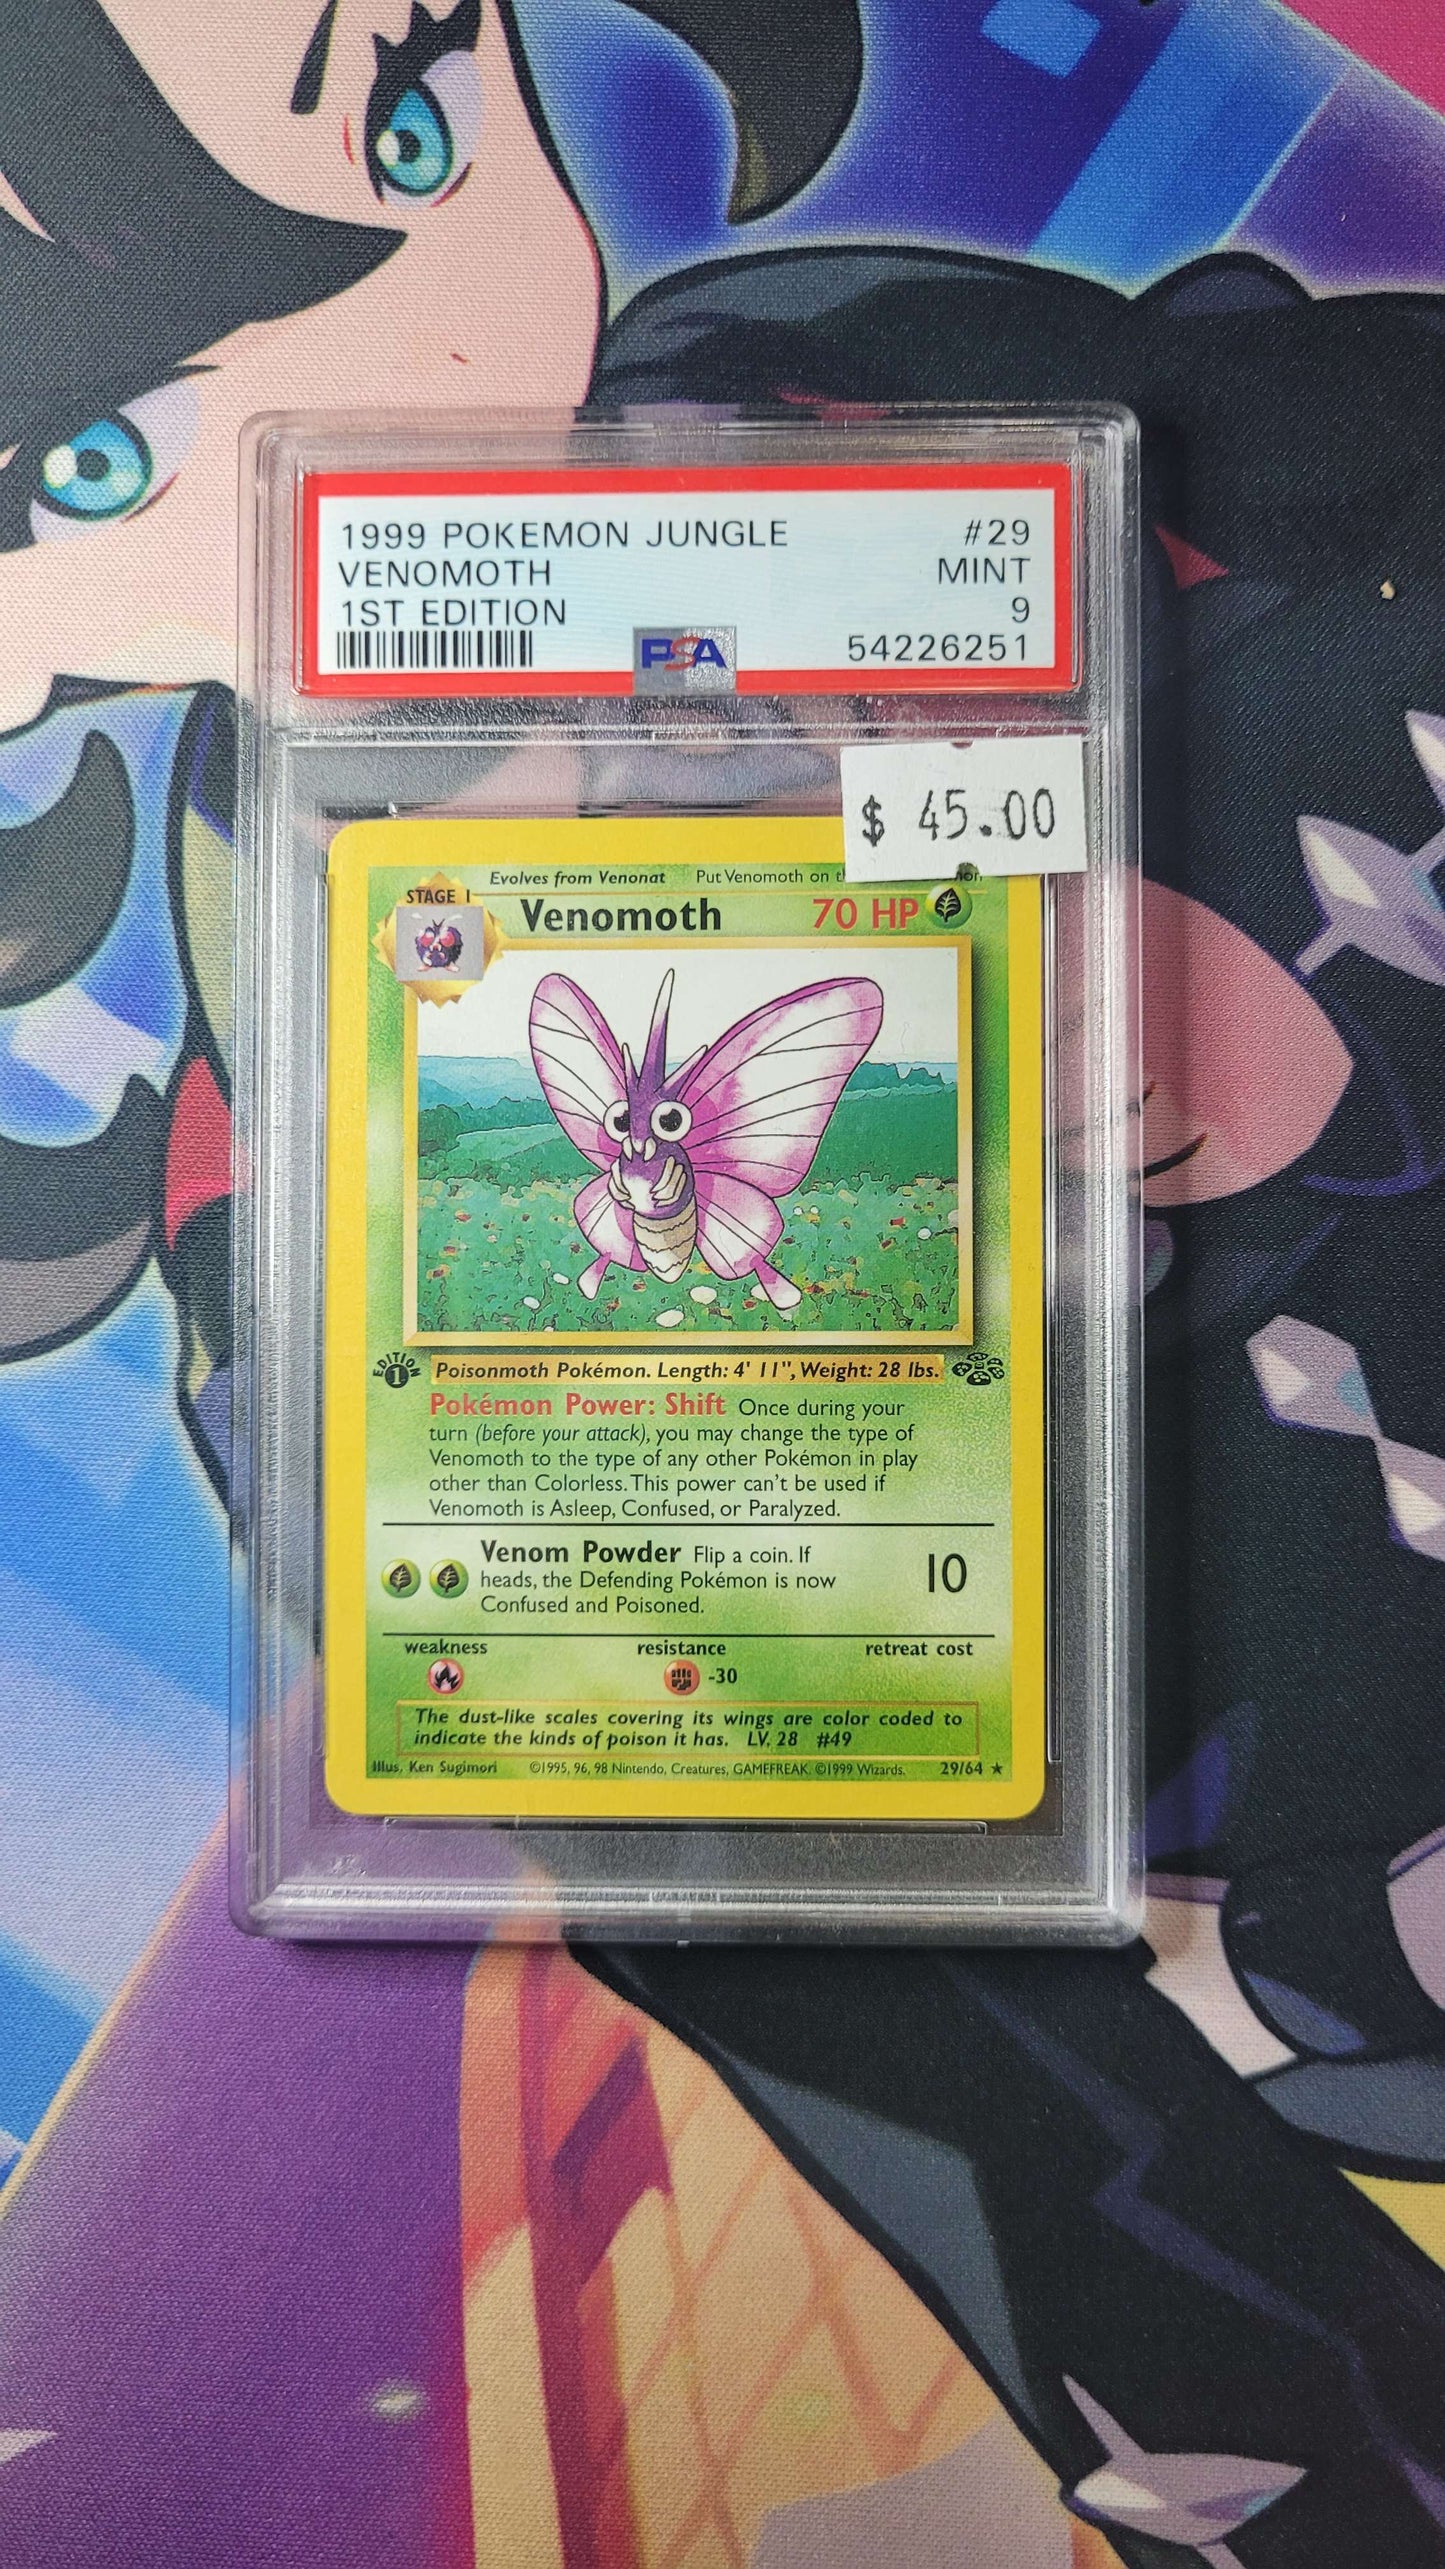 1999 POKEMON JUNGLE #29
VENOMOTH MINT
1ST EDITION 9
PSA 54226251
$ 45.00
Evolves from Venonat Put Venomoth on
STAGE 1
Venomoth 70 HP
EDITION 1
Poisonmoth Pokémon. Length: 4' 11", Weight: 28 lbs.
Pokémon Power: Shift Once during your
turn (before your attack), you may change the type of
Venomoth to the type of any other Pokémon in play
other than Colorless. This power can't be used if
Venomoth is Asleep, Confused, or Paralyzed.
Venom Powder Flip a coin. If
heads, the Defending Pokémon is now
Confused and Poisoned.
10
weakness resistance retreat cost
-30
The dust-like scales covering its wings are color coded to
indicate the kinds of poison it has. LV. 28 #49
Illus. Ken Sugimori ©1995, 96, 98 Nintendo, Creatures, GAMEFREAK. ©1999 Wizards. 29/64 ★